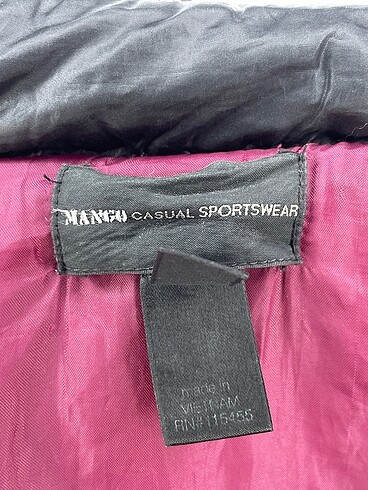 MANGO CASUAL SPORTSWEAR
made in
VIETNAM
RN#115455